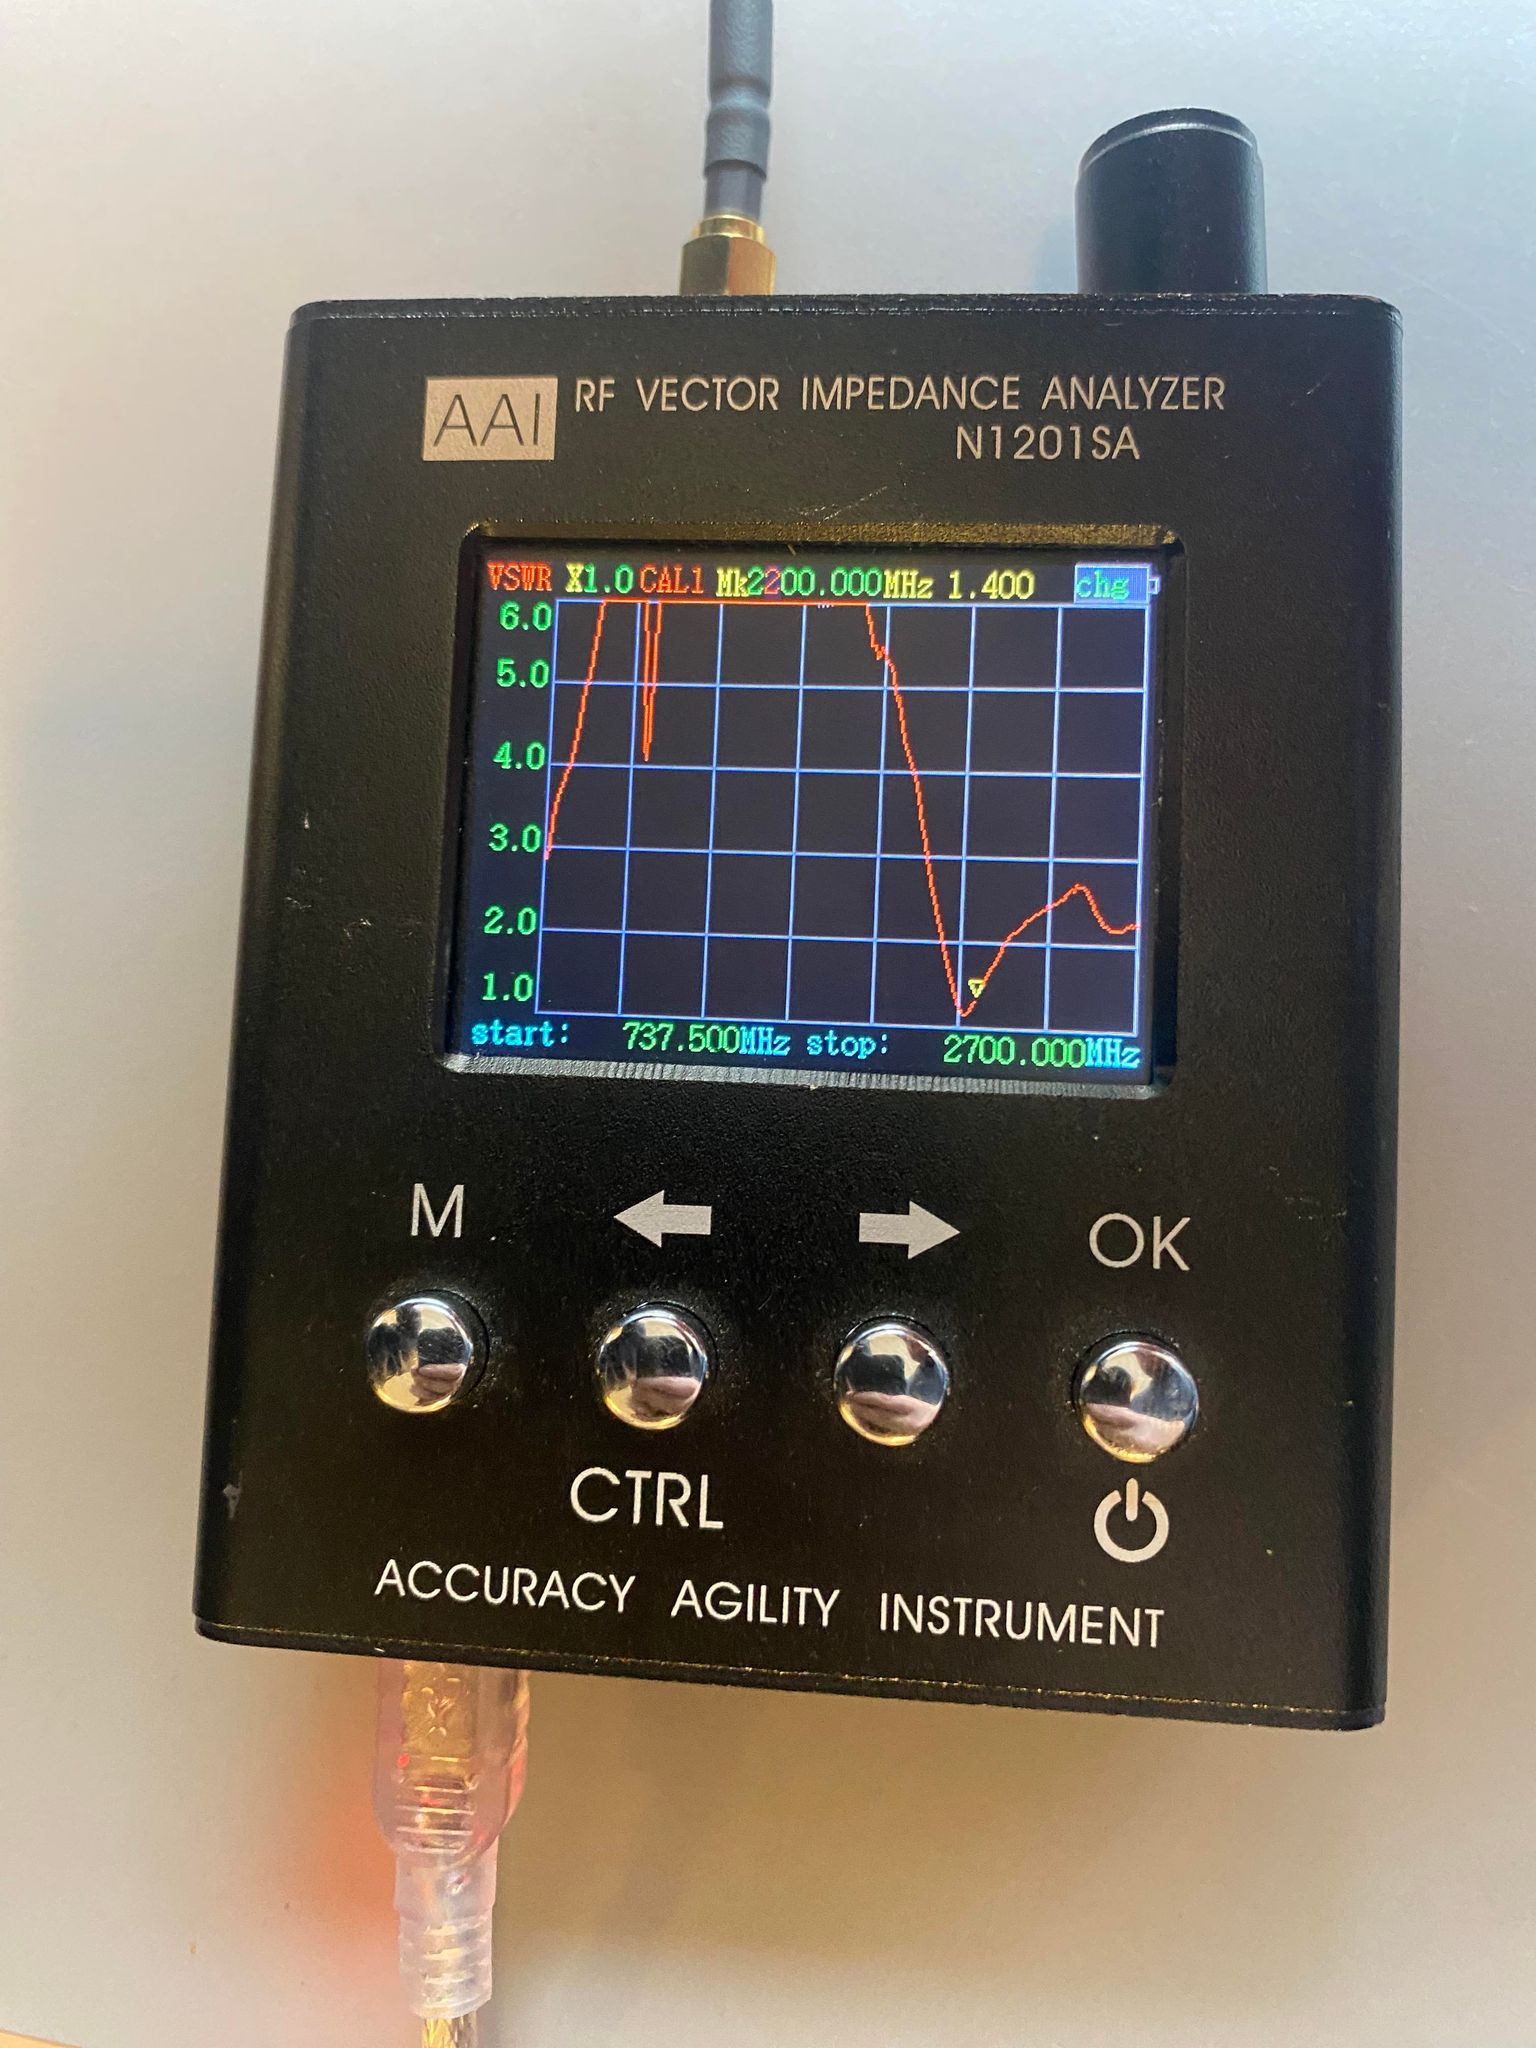 AAI RF VECTOR IMPEDANCE ANALYZER
N1201SA
VSWR X1.0 CAL1 Mk2200.000MHz 1.400 chg
6.0
5.0
4.0
3.0
2.0
1.0
start: 737.500MHz stop: 2700.000MHz
M OK
CTRL
ACCURACY AGILITY INSTRUMENT